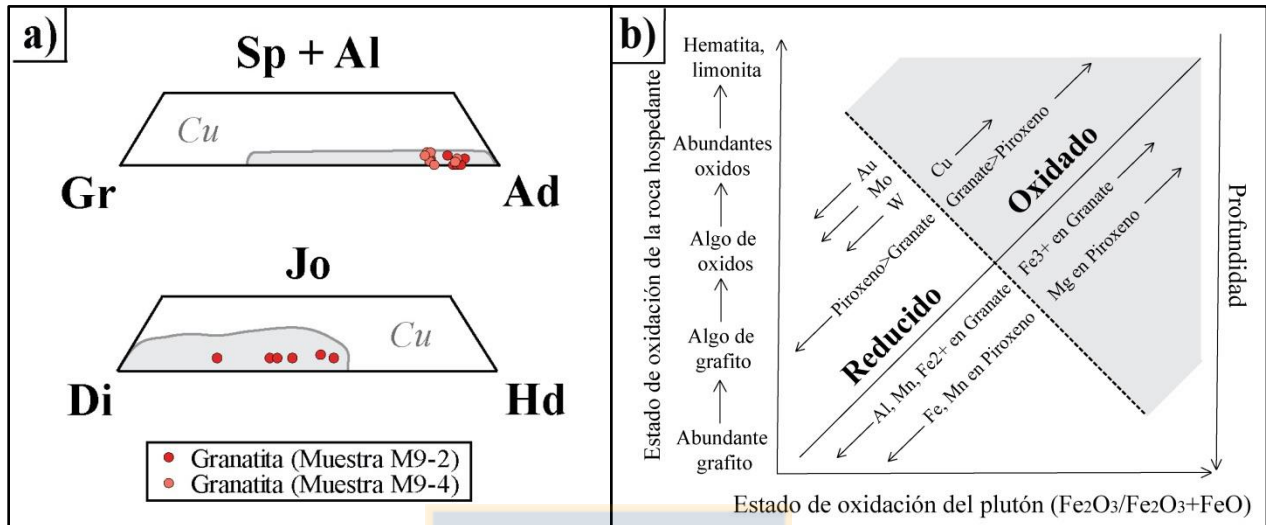 a)
Sp + Al
Cu
Gr
Ad
Jo
Cu
Di
Hd
Granatita (Muestra M9-2)
Granatita (Muestra M9-4)
b)
Estado de oxidación de la roca hospedante
Hematita,
limonita
Abundantes
oxidos
Algo de
oxidos
Algo de
grafito
Abundante
grafito
Au
Mo
W
Cu
Granate>Piroxeno
Piroxeno>Granate
Oxidado
Reducido
Fe3+ en Granate
Mg en Piroxeno
Al, Mn, Fe2+ en Granate
Fe, Mn en Piroxeno
Profundidad
Estado de oxidación del plutón (Fe₂O₃/Fe₂O₃+FeO)